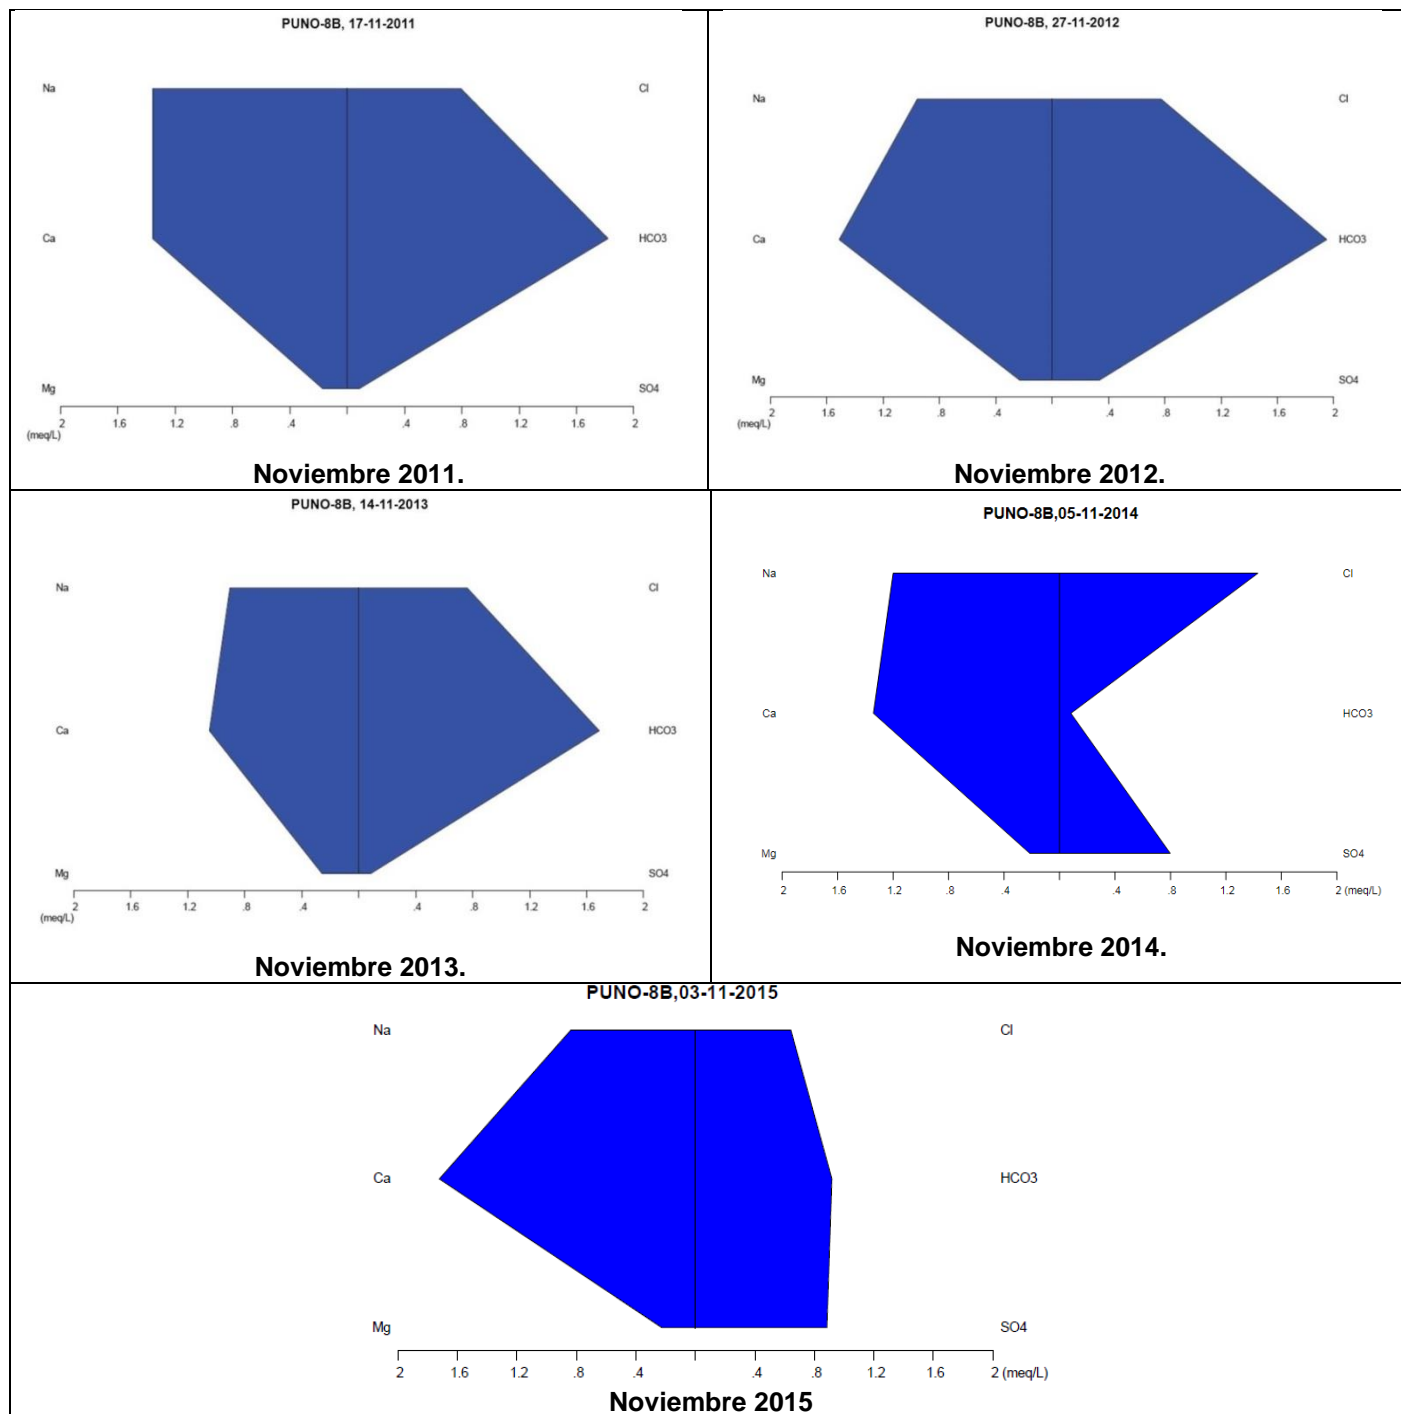 PUNO-8B, 17-11-2011
Na
Cl
Ca
HCO3
Mg
SO4
2 1.6 1.2 .8 .4 .4 .8 1.2 1.6 2
(meq/L)
Noviembre 2011.
PUNO-8B, 27-11-2012
Na
Cl
Ca
HCO3
Mg
SO4
2 1.6 1.2 .8 .4 .4 .8 1.2 1.6 2
(meq/L)
Noviembre 2012.
PUNO-8B, 14-11-2013
Na
Cl
Ca
HCO3
Mg
SO4
2 1.6 1.2 .8 .4 .4 .8 1.2 1.6 2
(meq/L)
Noviembre 2013.
PUNO-8B,05-11-2014
Na
Cl
Ca
HCO3
Mg
SO4
2 1.6 1.2 .8 .4 .4 .8 1.2 1.6 2 (meq/L)
Noviembre 2014.
PUNO-8B,03-11-2015
Na
Cl
Ca
HCO3
Mg
SO4
2 1.6 1.2 .8 .4 .4 .8 1.2 1.6 2 (meq/L)
Noviembre 2015